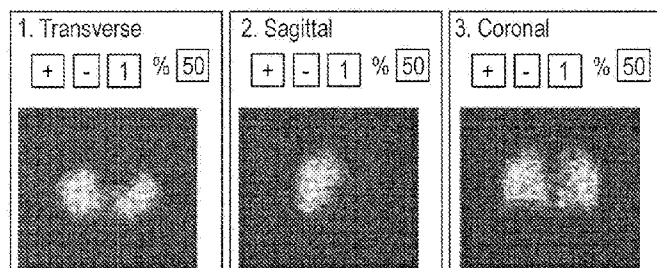 1. Transverse
+ - 1 % 50
2. Sagittal
+ - 1 % 50
3. Coronal
+ - 1 % 50